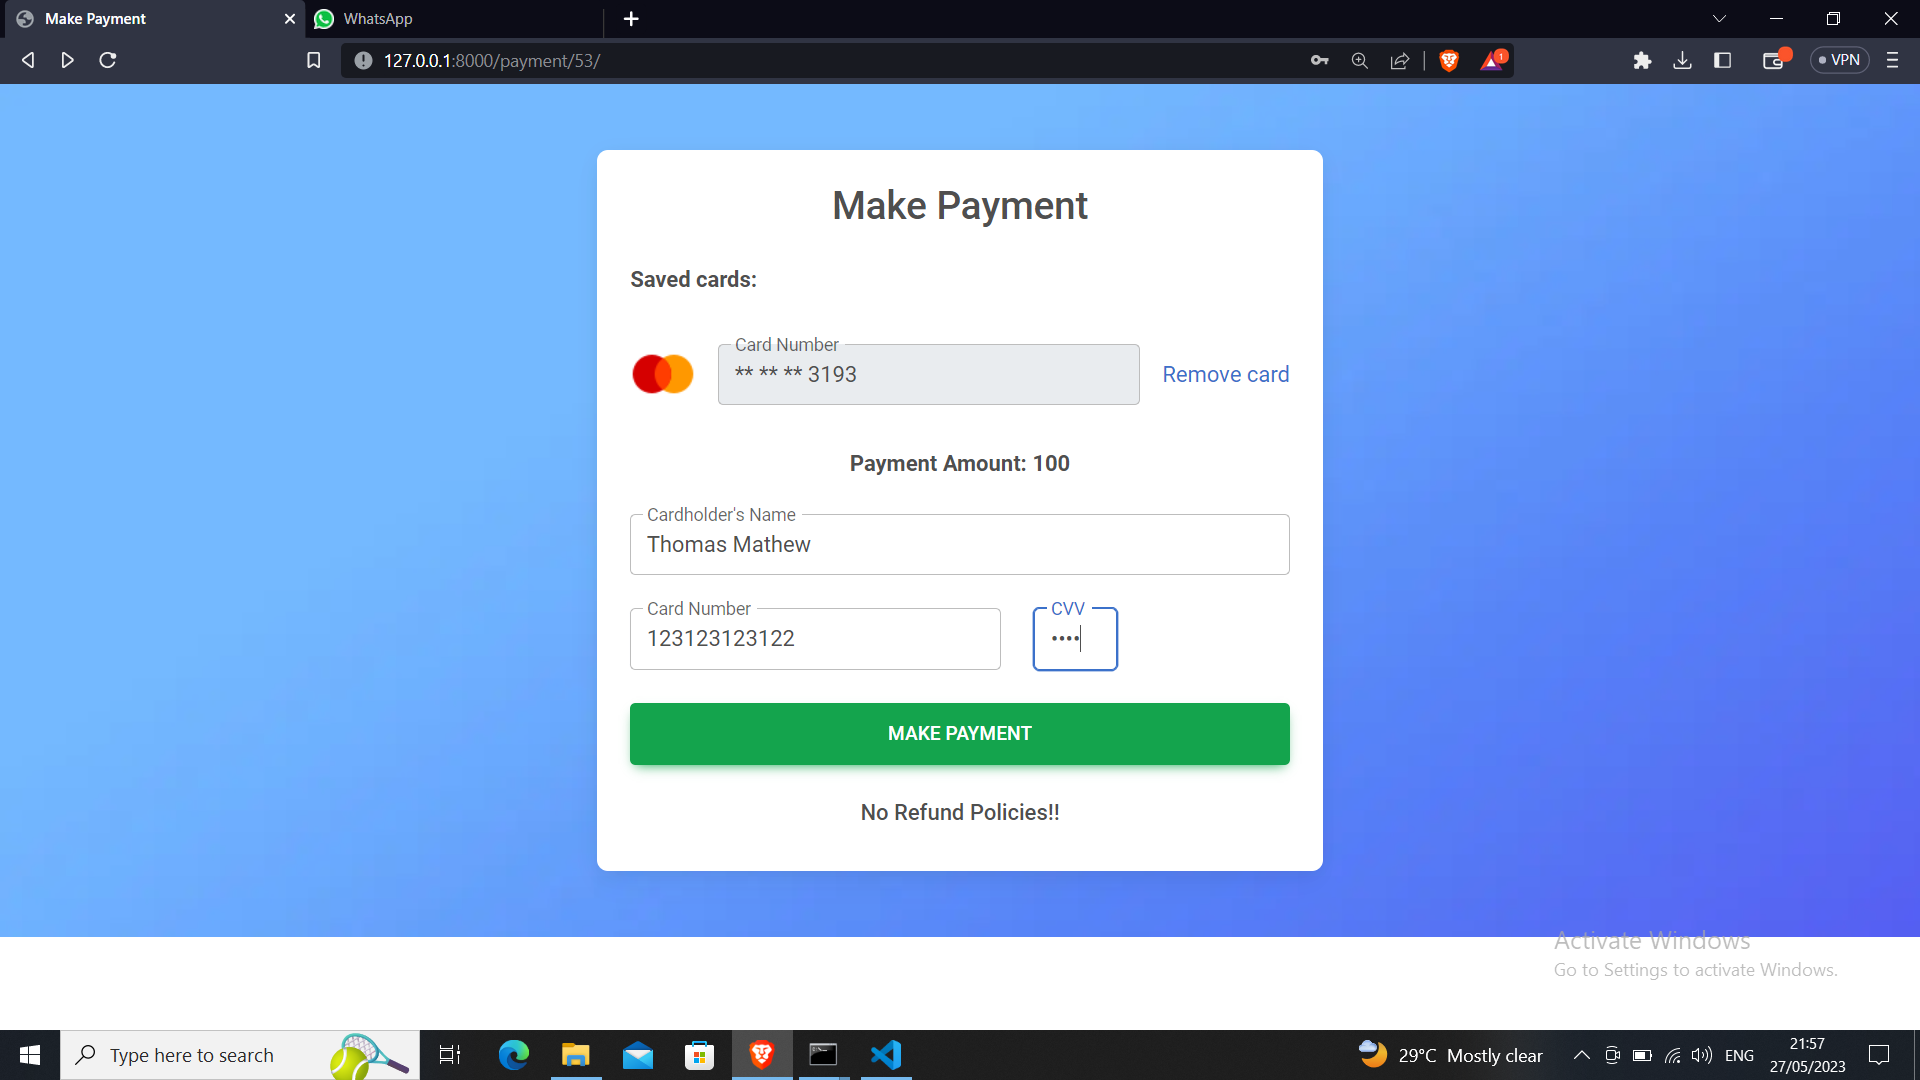 Make Payment
WhatsApp
127.0.0.1:8000/payment/53/
1
VPN
Make Payment
Saved cards:
Card Number
** ** ** 3193
Remove card
Payment Amount: 100
Cardholder's Name
Thomas Mathew
Card Number
123123123122
CVV
••••
MAKE PAYMENT
No Refund Policies!!
Activate Windows
Go to Settings to activate Windows.
Type here to search
29°C Mostly clear
ENG
21:57
27/05/2023